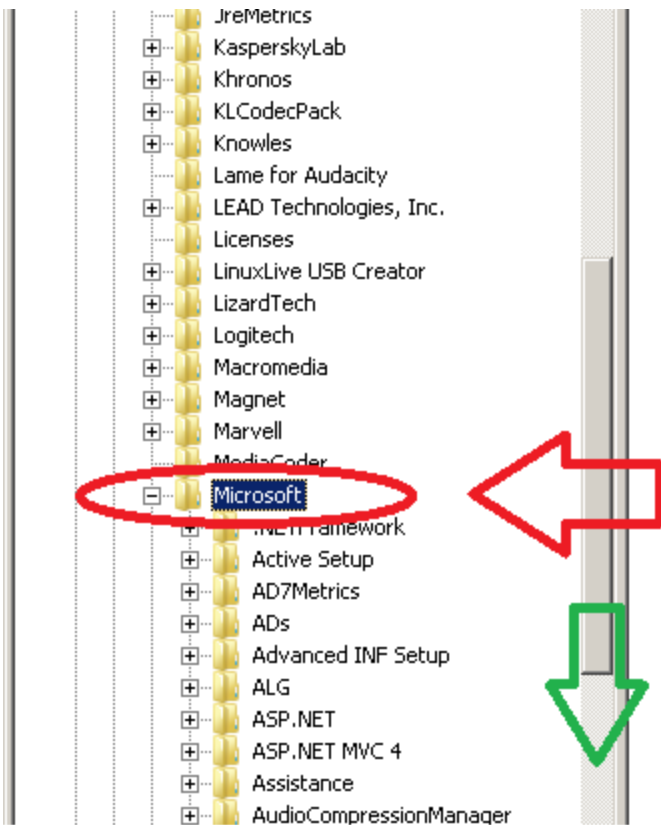 JreMetrics
KasperskyLab
Khronos
KLCodecPack
Knowles
Lame for Audacity
LEAD Technologies, Inc.
Licenses
LinuxLive USB Creator
LizardTech
Logitech
Macromedia
Magnet
Marvell
MediaCoder
Microsoft
.NETFramework
Active Setup
AD7Metrics
ADs
Advanced INF Setup
ALG
ASP.NET
ASP.NET MVC 4
Assistance
AudioCompressionManager